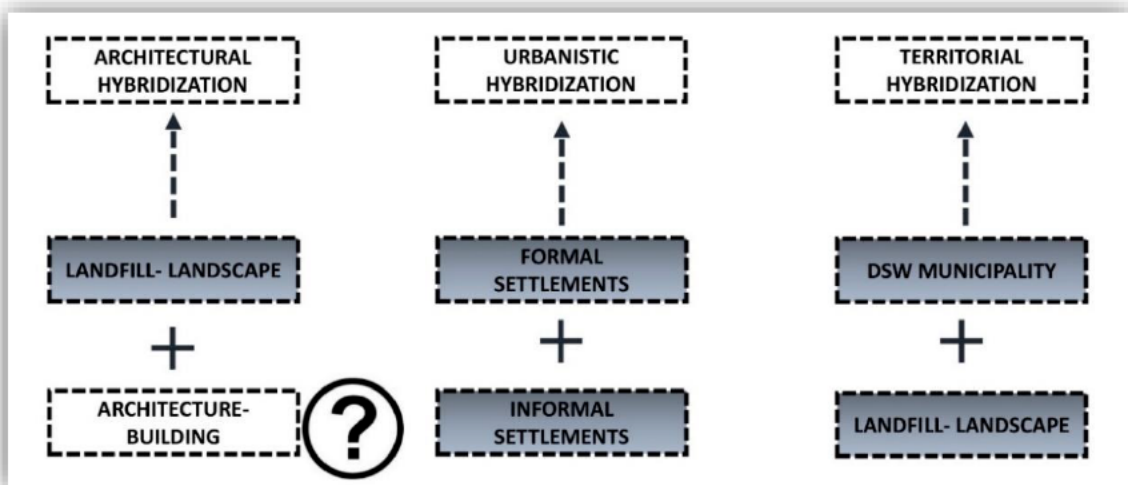 ARCHITECTURAL
HYBRIDIZATION
URBANISTIC
HYBRIDIZATION
TERRITORIAL
HYBRIDIZATION
LANDFILL- LANDSCAPE
FORMAL
SETTLEMENTS
DSW MUNICIPALITY
+
+
+
ARCHITECTURE-
BUILDING
?
INFORMAL
SETTLEMENTS
LANDFILL- LANDSCAPE